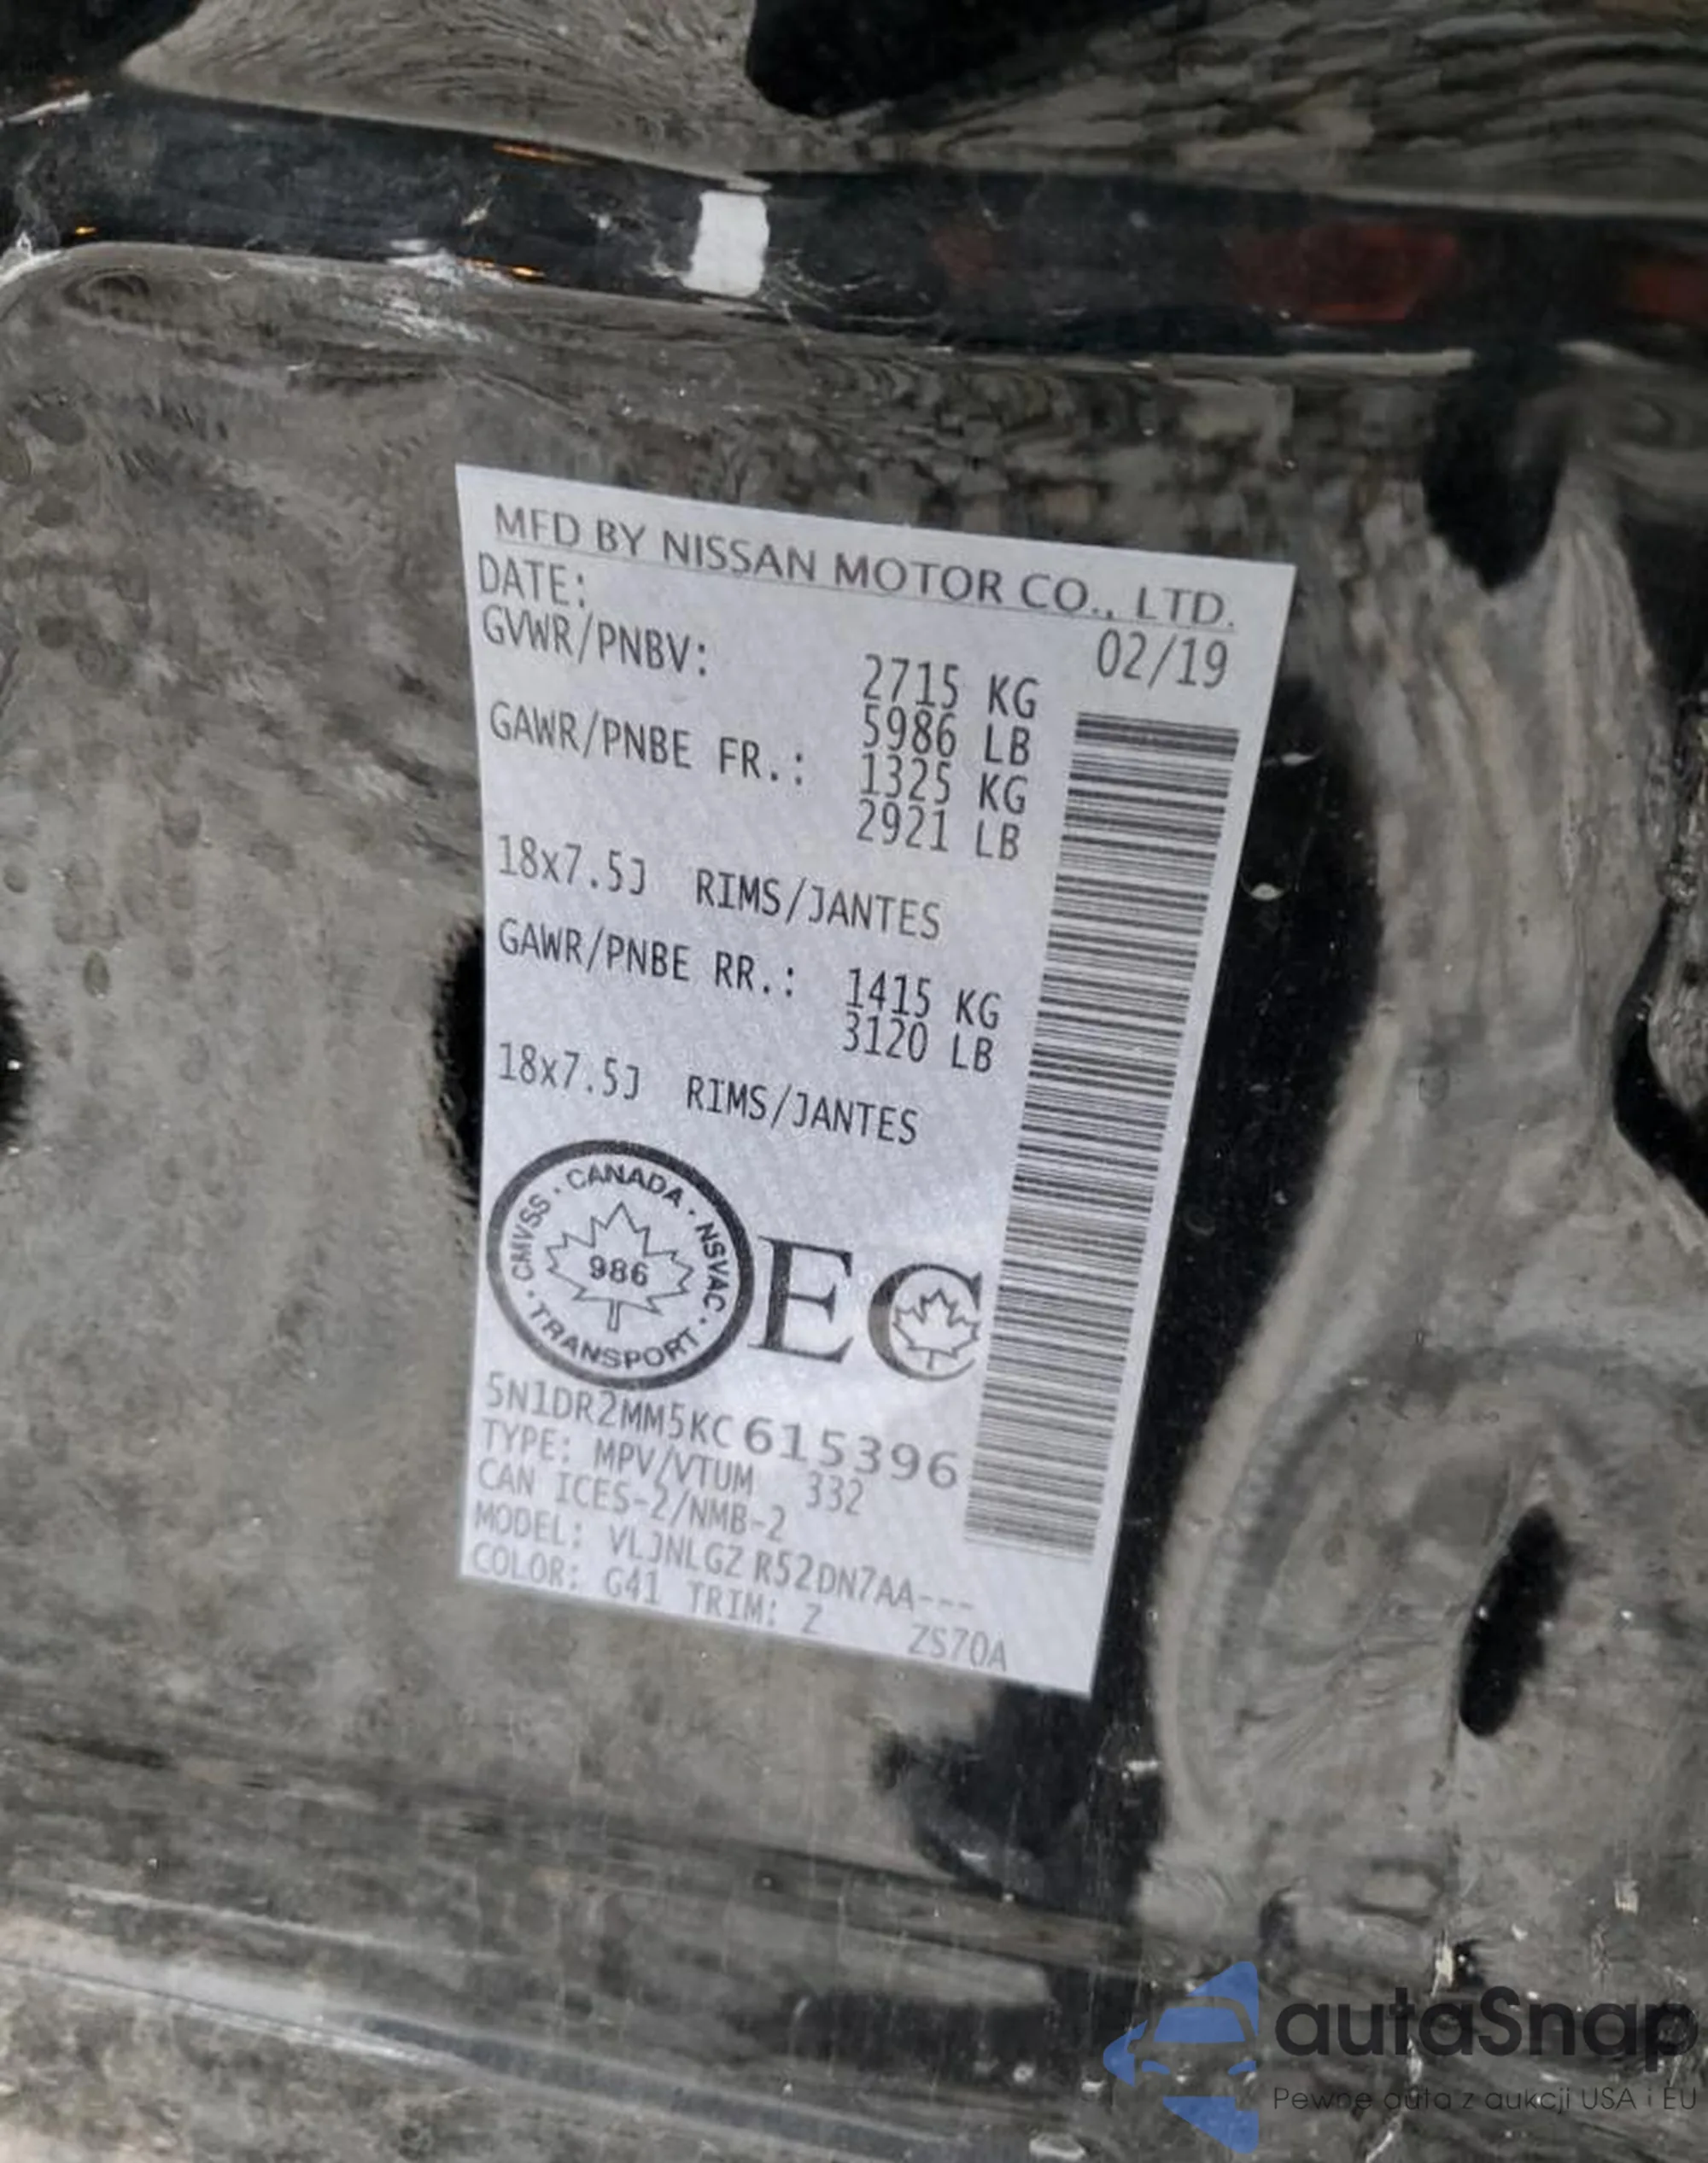 MFD BY NISSAN MOTOR CO., LTD.
DATE: 02/19
GVWR/PNBV: 2715 KG
5986 LB
GAWR/PNBE FR.: 1325 KG
2921 LB
18x7.5J RIMS/JANTES
GAWR/PNBE RR.: 1415 KG
3120 LB
18x7.5J RIMS/JANTES
CMVSS · CANADA · NSVAC · TRANSPORT ·
986
EC
5N1DR2MM5KC615396
TYPE: MPV/VTUM 332
CAN ICES-2/NMB-2
MODEL: VLJNLGZ R52DN7AA---
COLOR: G41 TRIM: Z ZS70A
autaSnap
Pewne auta z aukcji USA i EU